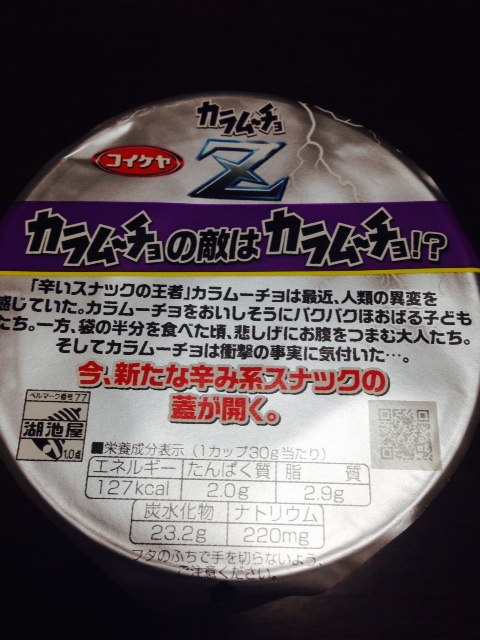 カラムーチョ
Z
コイケヤ
カラムーチョの敵はカラムーチョ!?
「辛いスナックの王者」カラムーチョは最近、人類の異変を
感じていた。カラムーチョをおいしそうにパクパクほおばる子ども
たち。一方、袋の半分を食べた頃、悲しげにお腹をつまむ大人たち。
そしてカラムーチョは衝撃の事実に気付いた…。
今、新たな辛み系スナックの
蓋が開く。
ベルマーク番号77
湖池屋
1.0点
■栄養成分表示(1カップ30g当たり)
エネルギー たんぱく質 脂質
127kcal 2.0g 2.9g
炭水化物 ナトリウム
23.2g 220mg
フタのふちで手を切らないよう、
ご注意ください。